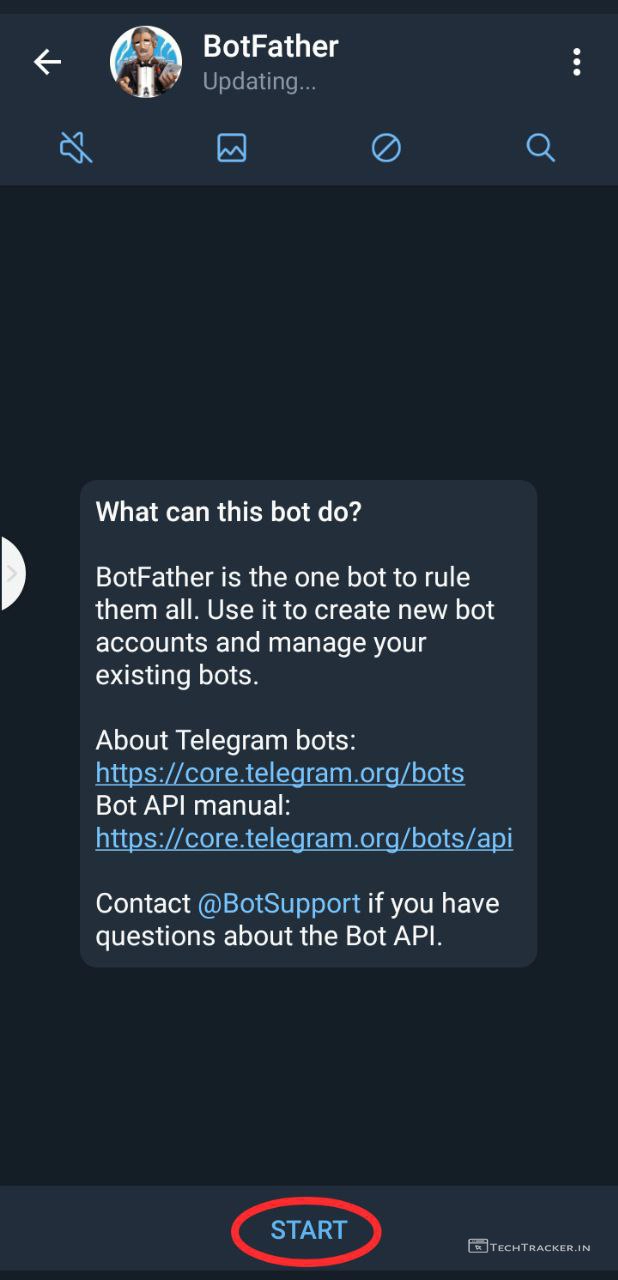 BotFather
Updating...
What can this bot do?
BotFather is the one bot to rule
them all. Use it to create new bot
accounts and manage your
existing bots.
About Telegram bots:
https://core.telegram.org/bots
Bot API manual:
https://core.telegram.org/bots/api
Contact @BotSupport if you have
questions about the Bot API.
START
TECHTRACKER.IN